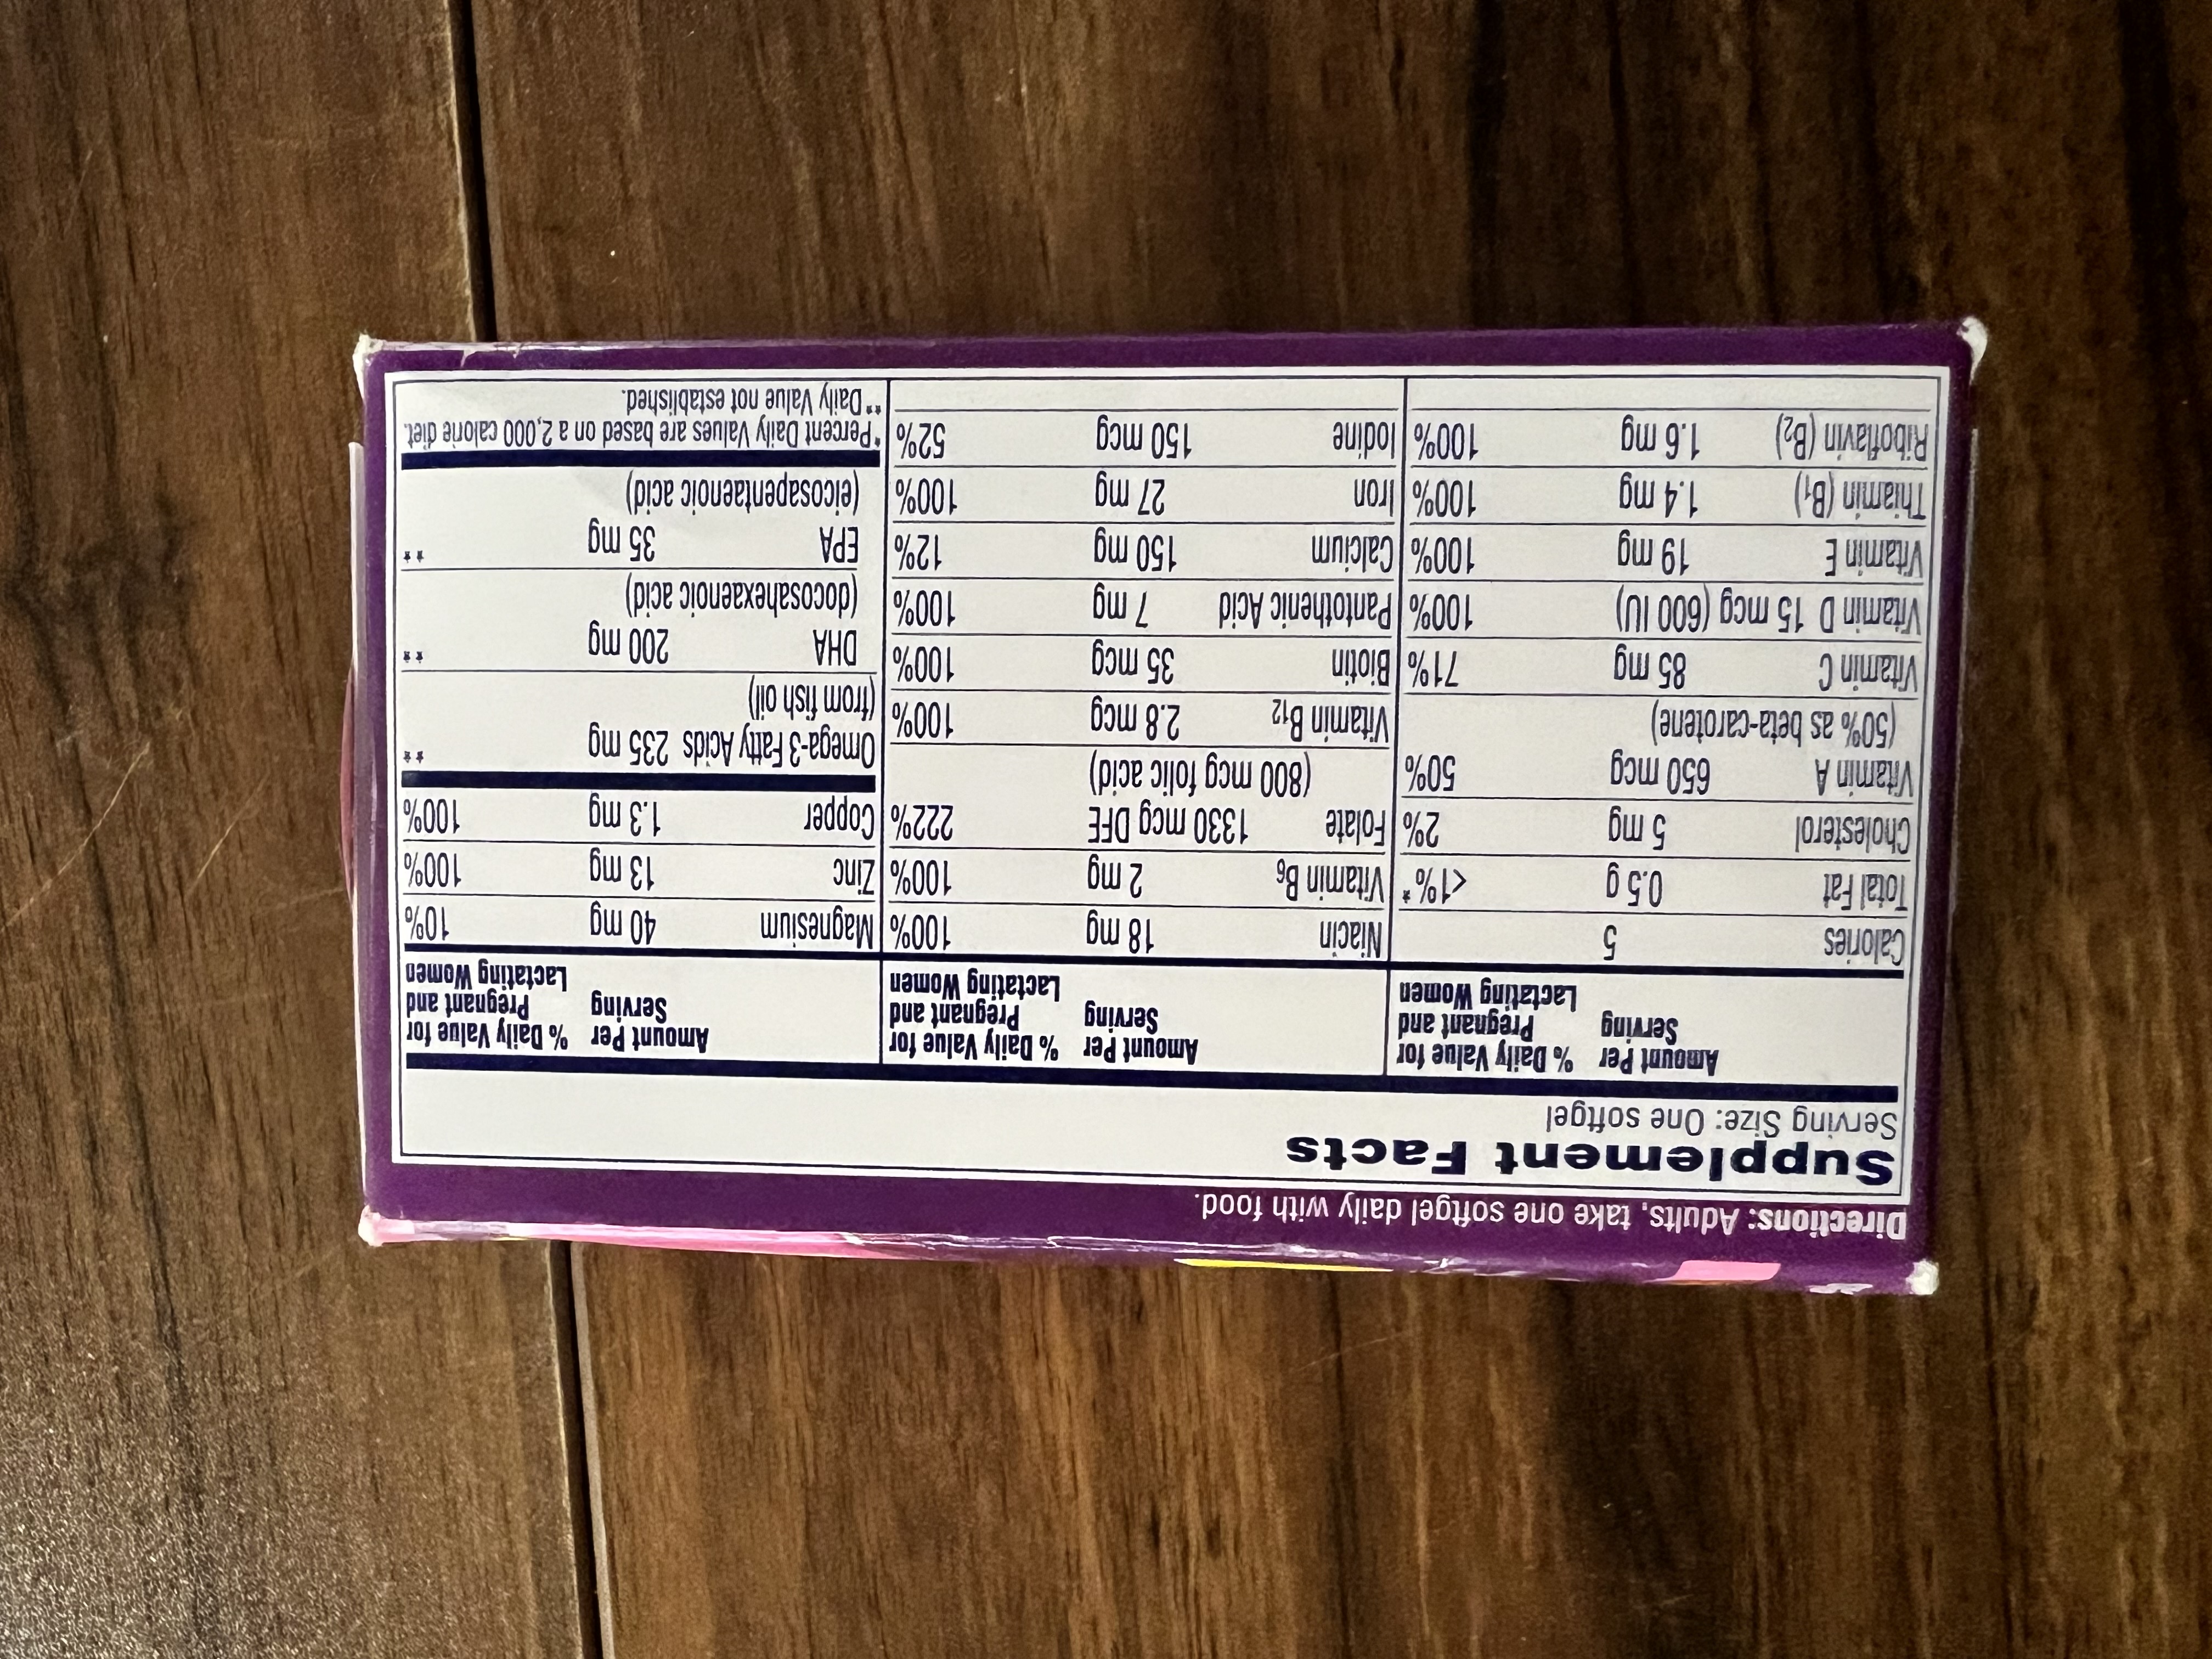 Directions: Adults, take one softgel daily with food.
Supplement Facts
Serving Size: One softgel
Amount Per Serving % Daily Value for Pregnant and Lactating Women
Calories 5
Total Fat 0.5 g <1%*
Cholesterol 5 mg 2%
Vitamin A 650 mcg 50%
(50% as beta-carotene)
Vitamin C 85 mg 71%
Vitamin D 15 mcg (600 IU) 100%
Vitamin E 19 mg 100%
Thiamin (B1) 1.4 mg 100%
Riboflavin (B2) 1.6 mg 100%
Amount Per Serving % Daily Value for Pregnant and Lactating Women
Niacin 18 mg 100%
Vitamin B6 2 mg 100%
Folate 1330 mcg DFE 222%
(800 mcg folic acid)
Vitamin B12 2.8 mcg 100%
Biotin 35 mcg 100%
Pantothenic Acid 7 mg 100%
Calcium 150 mg 12%
Iron 27 mg 100%
Iodine 150 mcg 52%
Amount Per Serving % Daily Value for Pregnant and Lactating Women
Magnesium 40 mg 10%
Zinc 13 mg 100%
Copper 1.3 mg 100%
Omega-3 Fatty Acids 235 mg **
(from fish oil)
DHA 200 mg **
(docosahexaenoic acid)
EPA 35 mg **
(eicosapentaenoic acid)
*Percent Daily Values are based on a 2,000 calorie diet.
**Daily Value not established.